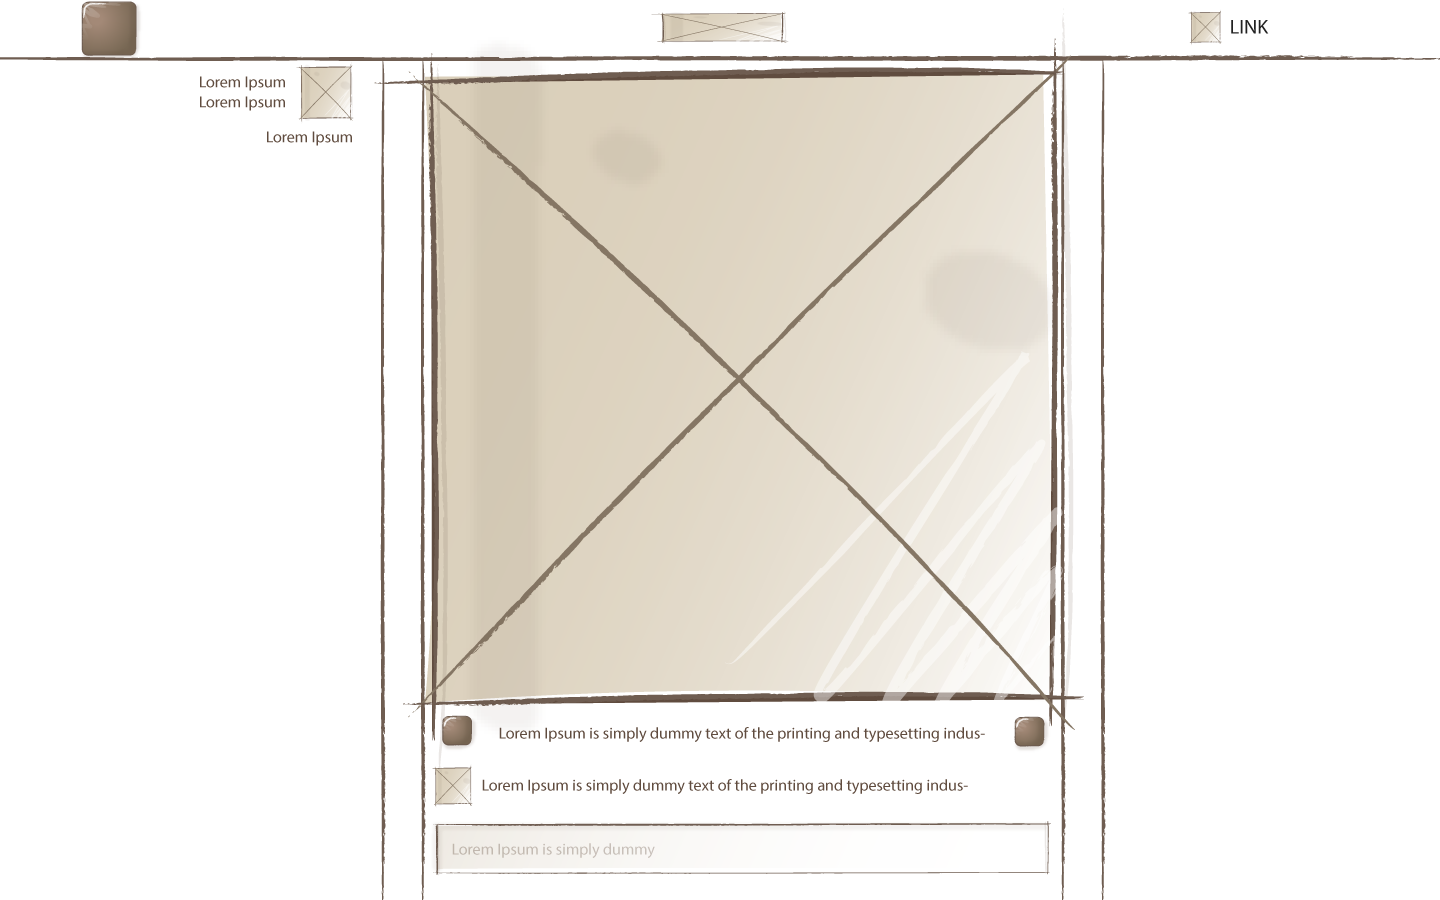 LINK
Lorem Ipsum
Lorem Ipsum
Lorem Ipsum
Lorem Ipsum is simply dummy text of the printing and typesetting indus-
Lorem Ipsum is simply dummy text of the printing and typesetting indus-
Lorem Ipsum is simply dummy